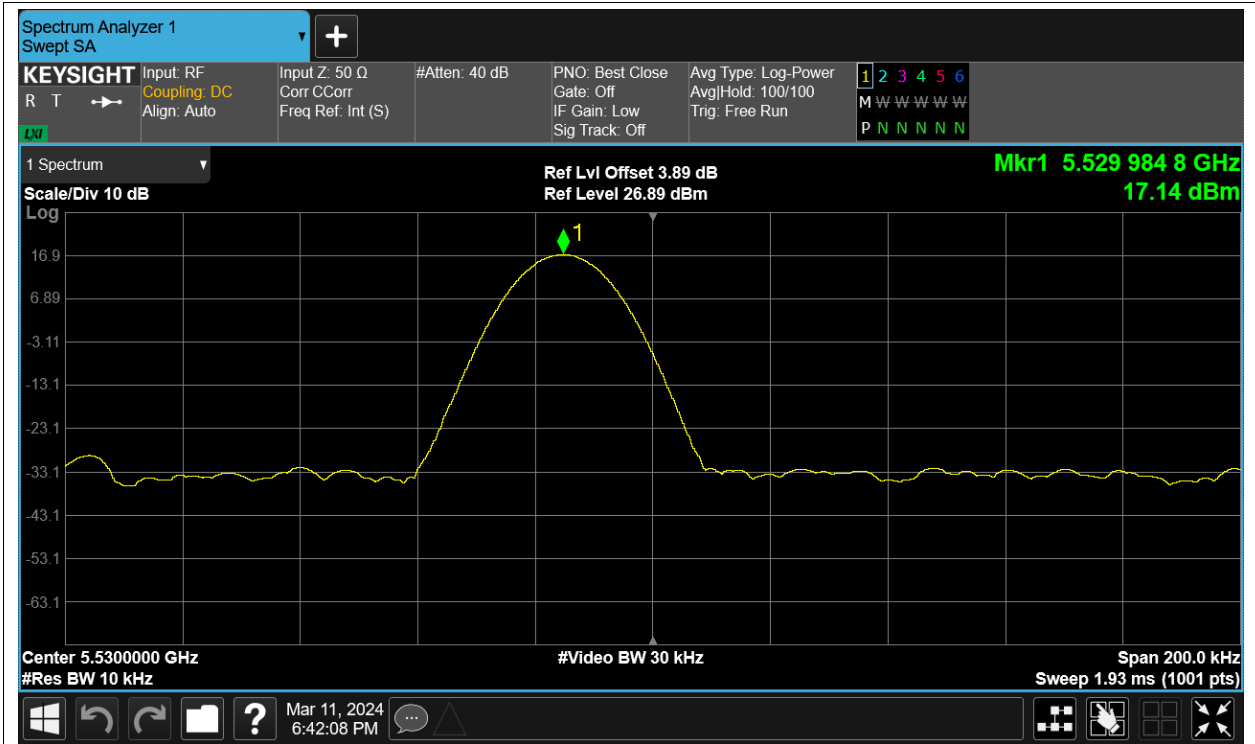 Spectrum Analyzer 1
Swept SA
+
KEYSIGHT
R T
LXI
Input: RF
Coupling: DC
Align: Auto
Input Z: 50 Ω
Corr CCorr
Freq Ref: Int (S)
#Atten: 40 dB
PNO: Best Close
Gate: Off
IF Gain: Low
Sig Track: Off
Avg Type: Log-Power
Avg|Hold: 100/100
Trig: Free Run
1 2 3 4 5 6
M W W W W W
P N N N N N
1 Spectrum
Scale/Div 10 dB
Log
Ref Lvl Offset 3.89 dB
Ref Level 26.89 dBm
Mkr1 5.529 984 8 GHz
17.14 dBm
1
16.9
6.89
-3.11
-13.1
-23.1
-33.1
-43.1
-53.1
-63.1
Center 5.5300000 GHz
#Res BW 10 kHz
#Video BW 30 kHz
Span 200.0 kHz
Sweep 1.93 ms (1001 pts)
?
Mar 11, 2024
6:42:08 PM